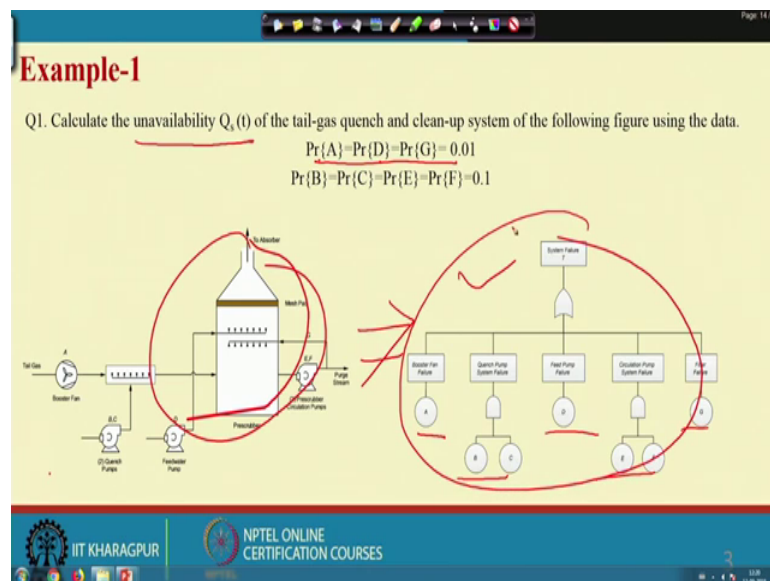 Page: 14 /
Example-1
Q1. Calculate the unavailability Qs (t) of the tail-gas quench and clean-up system of the following figure using the data.
Pr{A}=Pr{D}=Pr{G}= 0.01
Pr{B}=Pr{C}=Pr{E}=Pr{F}=0.1
To Absorber
Mesh Pad
Tail Gas
A
Booster Fan
B,C
(2) Quench
Pumps
D
Feedwater
Pump
Prescrubber
E,F
(2) Prescrubber
Circulation Pumps
Purge
Stream
System Failure
T
Booster Fan
Failure
Quench Pump
System Failure
Feed Pump
Failure
Circulation Pump
System Failure
Failure
A
D
G
B
C
E
IIT KHARAGPUR
NPTEL ONLINE
CERTIFICATION COURSES
3